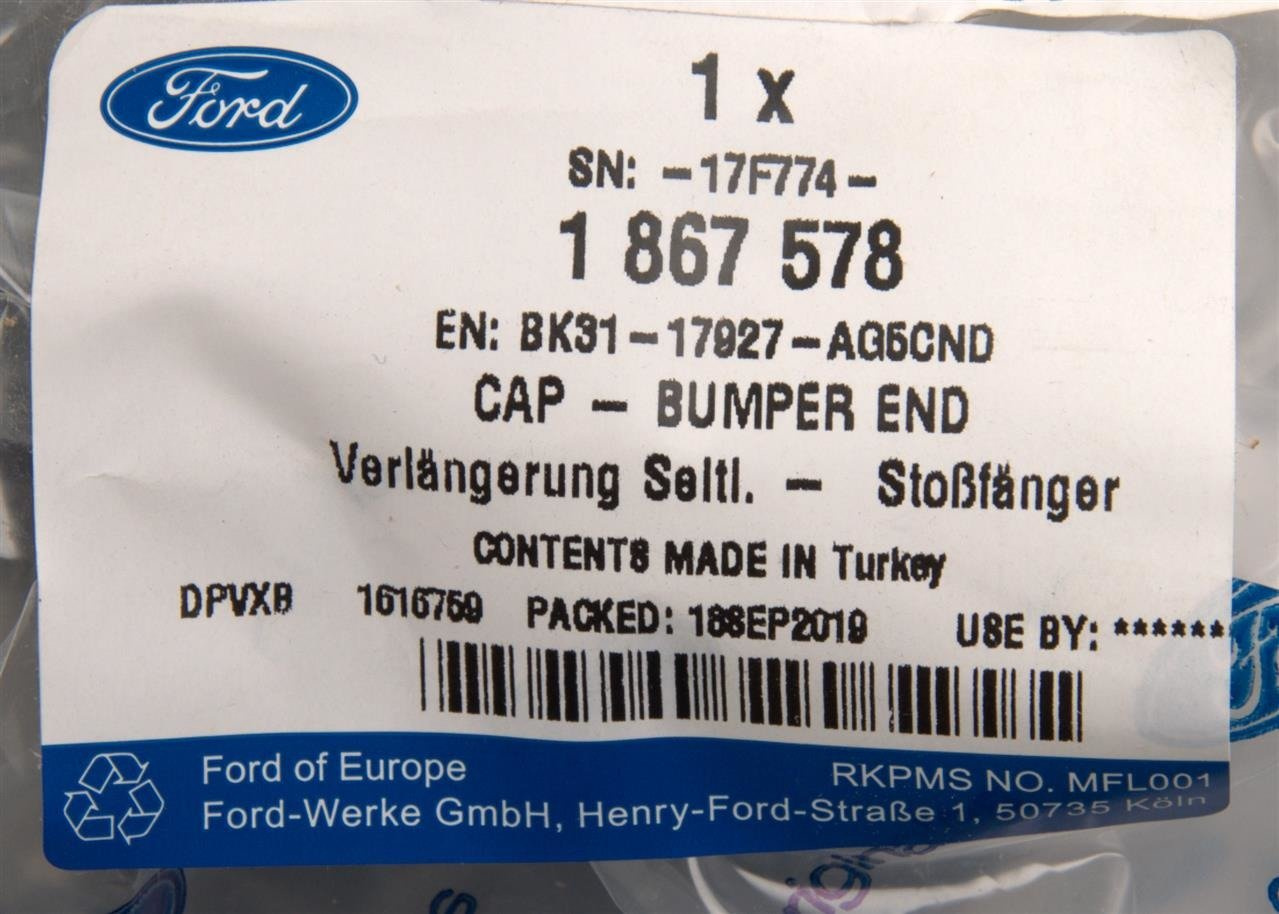 Ford
1 x
SN: -17F774-
1 867 578
EN: BK31-17927-AG5CND
CAP - BUMPER END
Verlängerung Seitl. - Stoßfänger
CONTENTS MADE IN Turkey
DPVXB 1616759 PACKED: 18SEP2019 USE BY: ******
Ford of Europe
RKPMS NO. MFL001
Ford-Werke GmbH, Henry-Ford-Straße 1, 50735 Köln